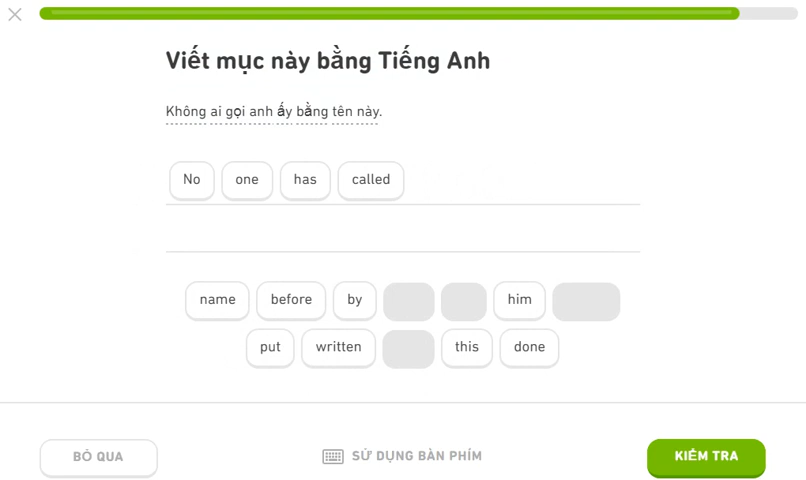 Viết mục này bằng Tiếng Anh
Không ai gọi anh ấy bằng tên này.
No one has called
name before by him
put written this done
BỎ QUA SỬ DỤNG BÀN PHÍM KIỂM TRA